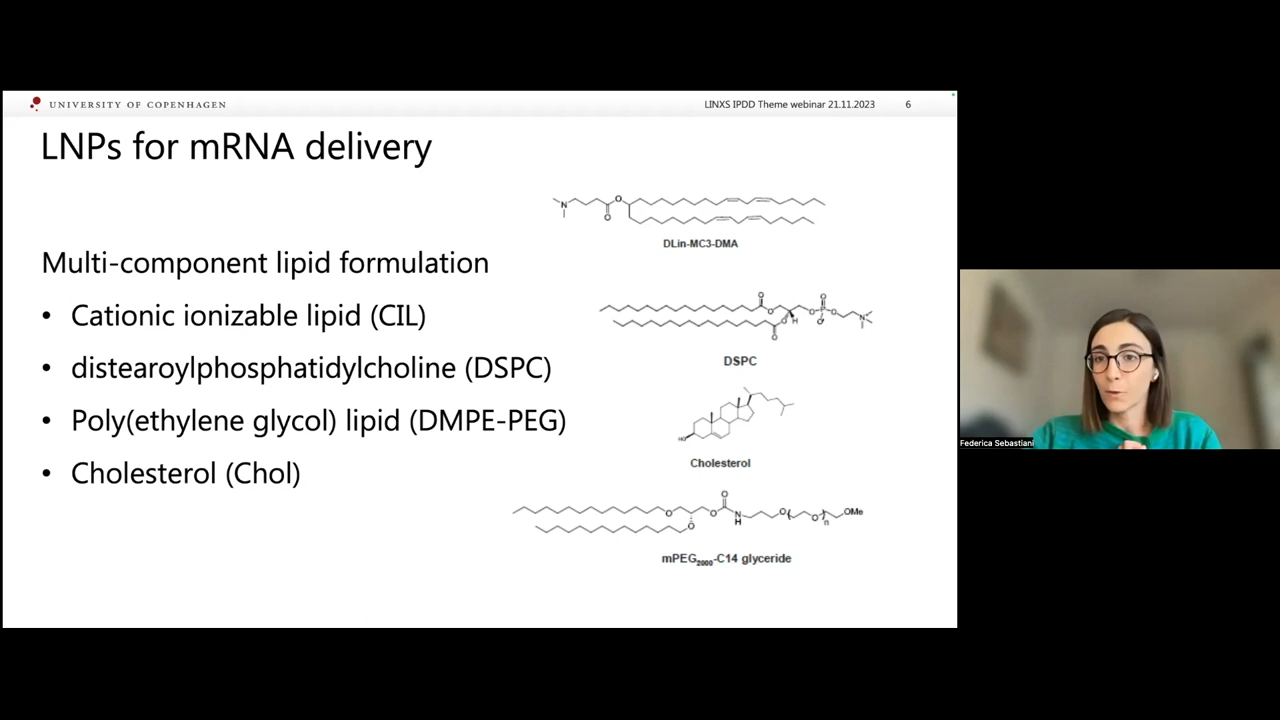 UNIVERSITY OF COPENHAGEN
LINXS IPDD Theme webinar 21.11.2023 6
LNPs for mRNA delivery
Multi-component lipid formulation
• Cationic ionizable lipid (CIL)
• distearoylphosphatidylcholine (DSPC)
• Poly(ethylene glycol) lipid (DMPE-PEG)
• Cholesterol (Chol)
N
O
O
DLin-MC3-DMA
O
O
O
O
H
O
P
O
O
N
DSPC
HO
Cholesterol
O
O
O
O
N
H
O
O
n
OMe
mPEG2000-C14 glyceride
Federica Sebastiani